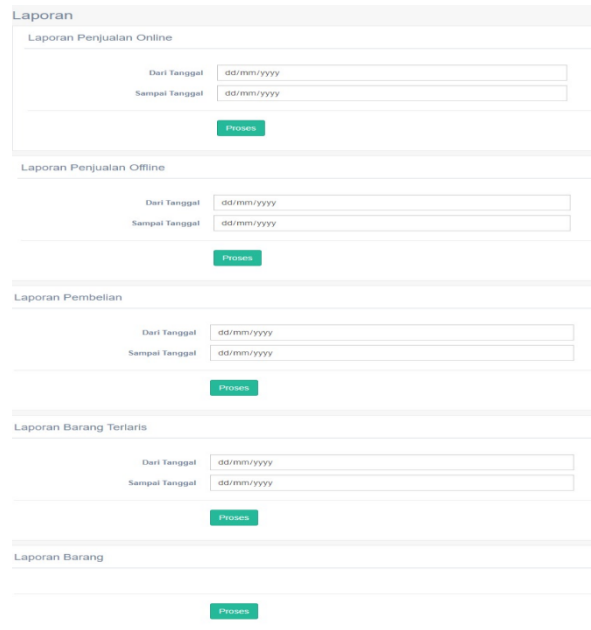 Laporan
Laporan Penjualan Online
Dari Tanggal dd/mm/yyyy
Sampai Tanggal dd/mm/yyyy
Proses
Laporan Penjualan Offline
Dari Tanggal dd/mm/yyyy
Sampai Tanggal dd/mm/yyyy
Proses
Laporan Pembelian
Dari Tanggal dd/mm/yyyy
Sampai Tanggal dd/mm/yyyy
Proses
Laporan Barang Terlaris
Dari Tanggal dd/mm/yyyy
Sampai Tanggal dd/mm/yyyy
Proses
Laporan Barang
Proses